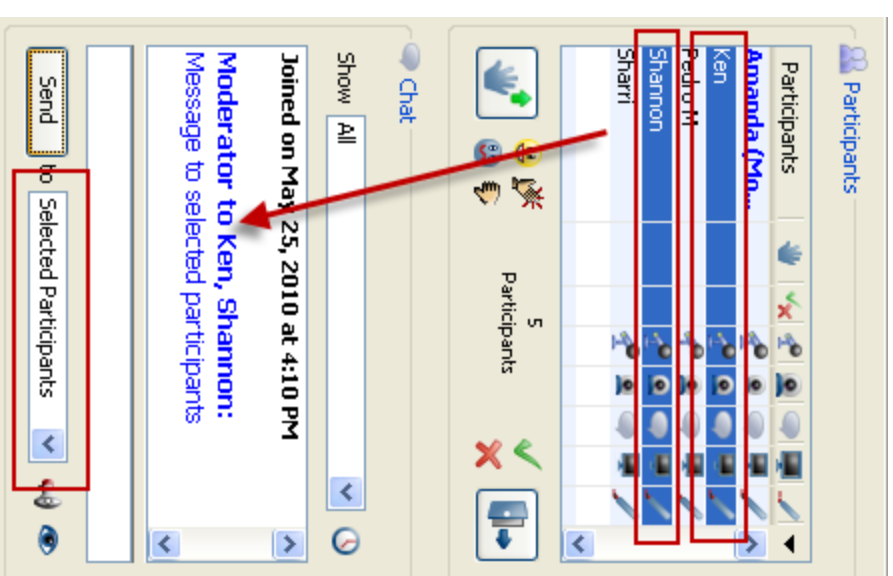 Participants
Participants
Amanda (Mo...
Ken
Pedro M
Shannon
Sharri
5
Participants
Chat
Show All
Joined on May 25, 2010 at 4:10 PM
Moderator to Ken, Shannon:
Message to selected participants
Send to Selected Participants